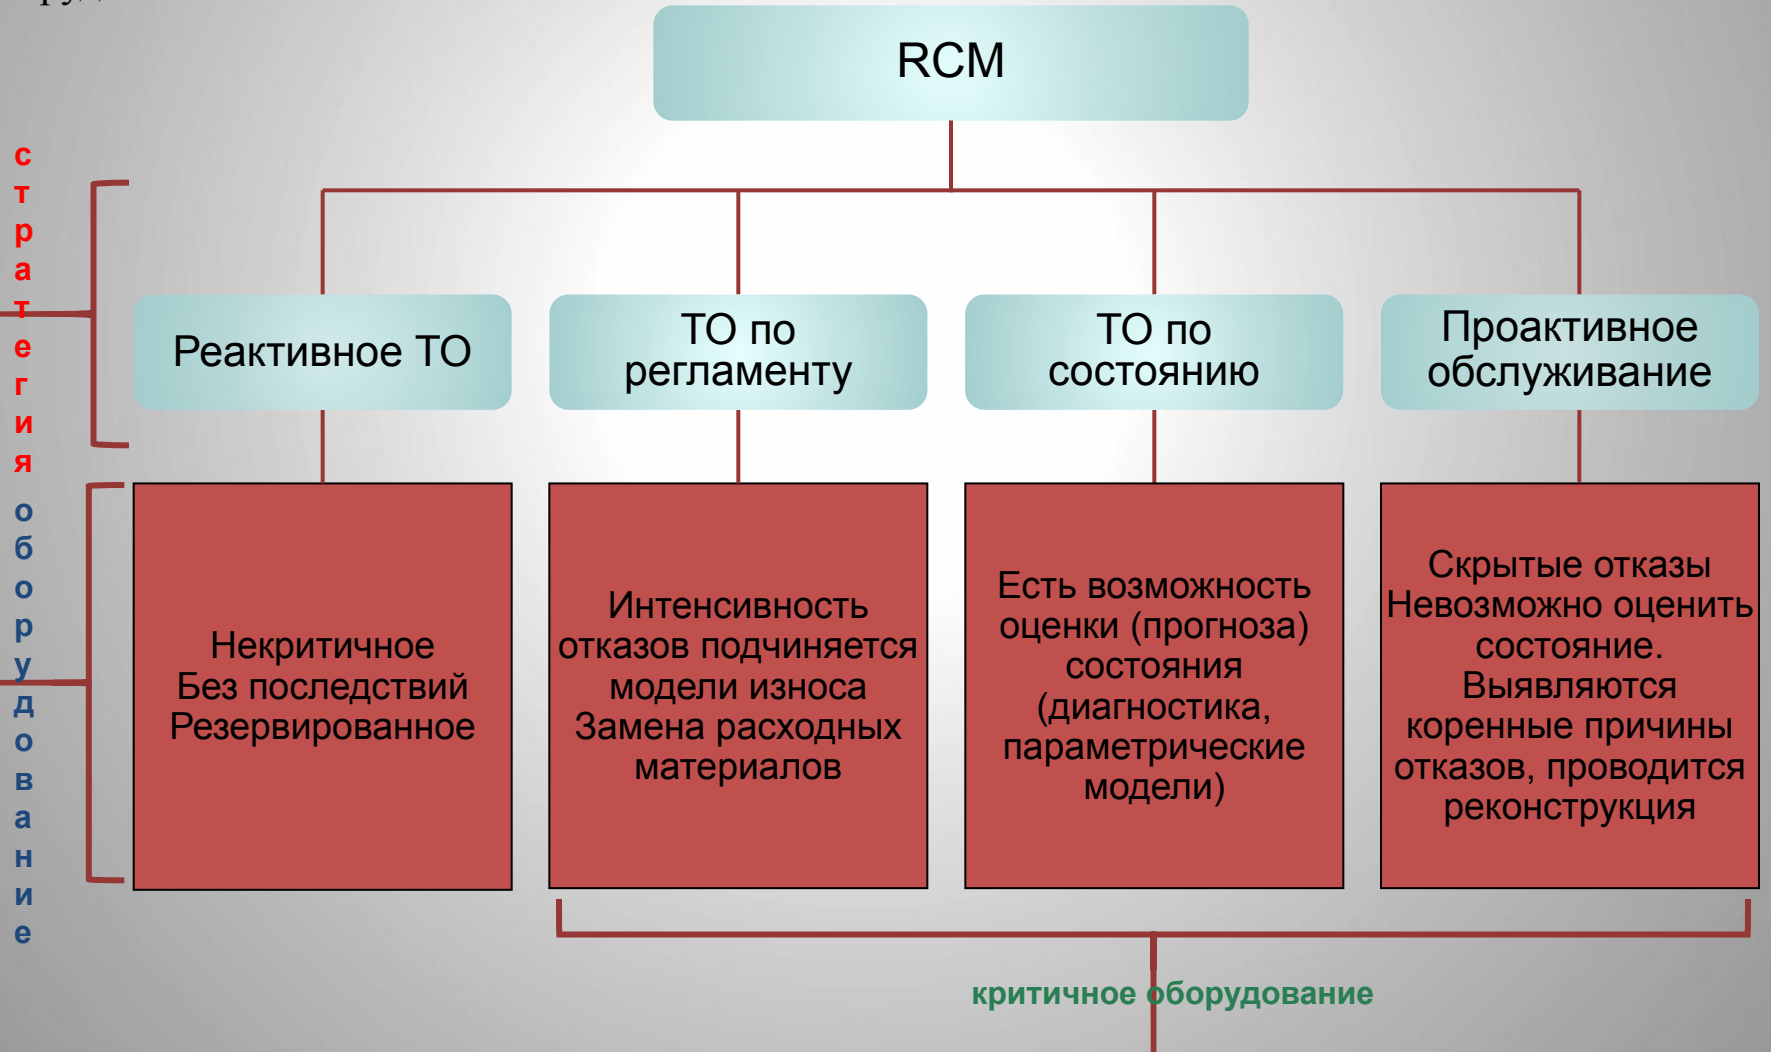 RCM
стратегия
Реактивное ТО
ТО по
регламенту
ТО по
состоянию
Проактивное
обслуживание
оборудование
Некритичное
Без последствий
Резервированное
Интенсивность
отказов подчиняется
модели износа
Замена расходных
материалов
Есть возможность
оценки (прогноза)
состояния
(диагностика,
параметрические
модели)
Скрытые отказы
Невозможно оценить
состояние.
Выявляются
коренные причины
отказов, проводится
реконструкция
критичное оборудование